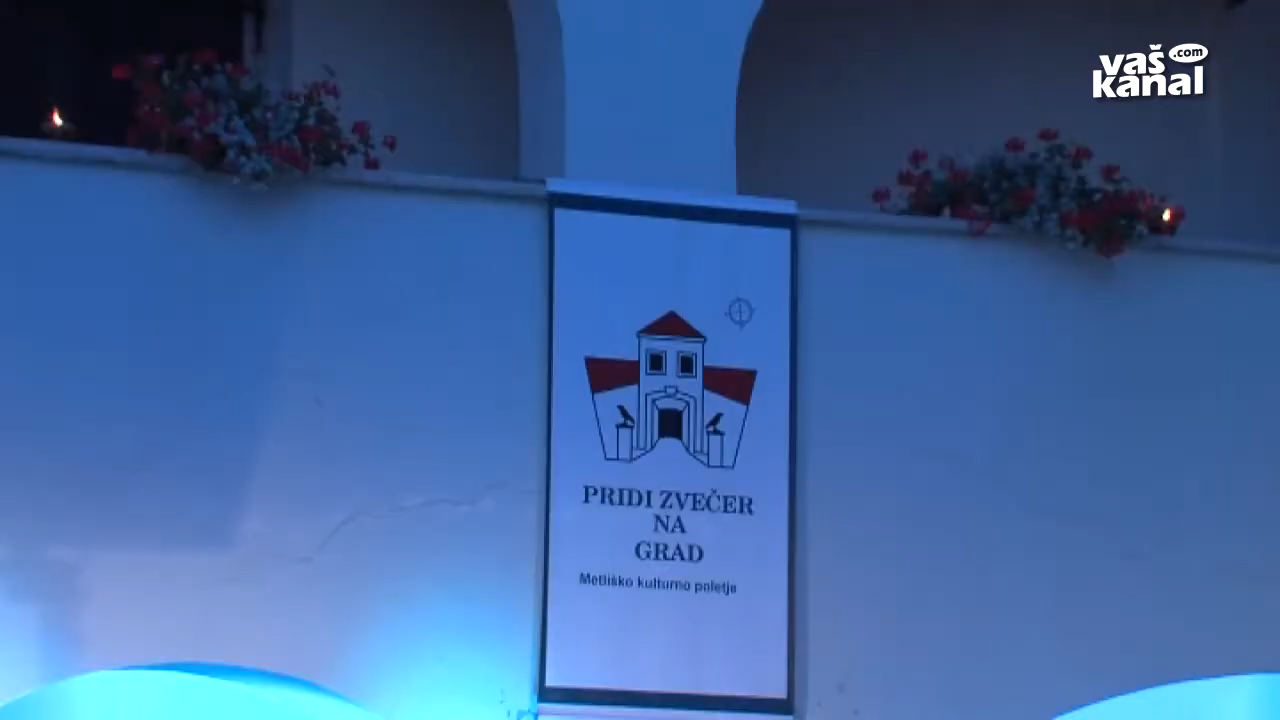 vaš .com
kanal
PRIDI ZVEČER
NA
GRAD
Metliško kulturno poletje